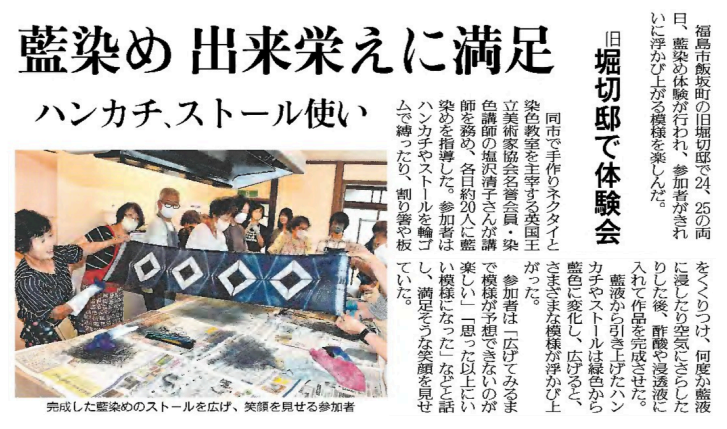 藍染め 出来栄えに満足
ハンカチ、ストール使い
旧堀切邸で体験会
福島市飯坂町の旧堀切邸で24、25の両
日、藍染め体験が行われ、参加者がきれ
いに浮かび上がる模様を楽しんだ。
同市で手作りネクタイと
染色教室を主宰する英国王
立美術家協会名誉会員・染
色講師の塩沢清子さんが講
師を務め、各日約20人に藍
染めを指導した。参加者は
ハンカチやストールを輪ゴ
ムで縛ったり、割り箸や板
をくくりつけ、何度か藍液
に浸したり空気にさらした
りした後、酢酸や浸透液に
入れて作品を完成させた。
藍液から引き上げたハン
カチやストールは緑色から
藍色に変化し、広げると、
さまざまな模様が浮かび上
がった。
参加者は「広げてみるま
で模様が予想できないのが
楽しい」「思った以上にい
い模様になった」などと話
し、満足そうな笑顔を見せ
ていた。
完成した藍染めのストールを広げ、笑顔を見せる参加者